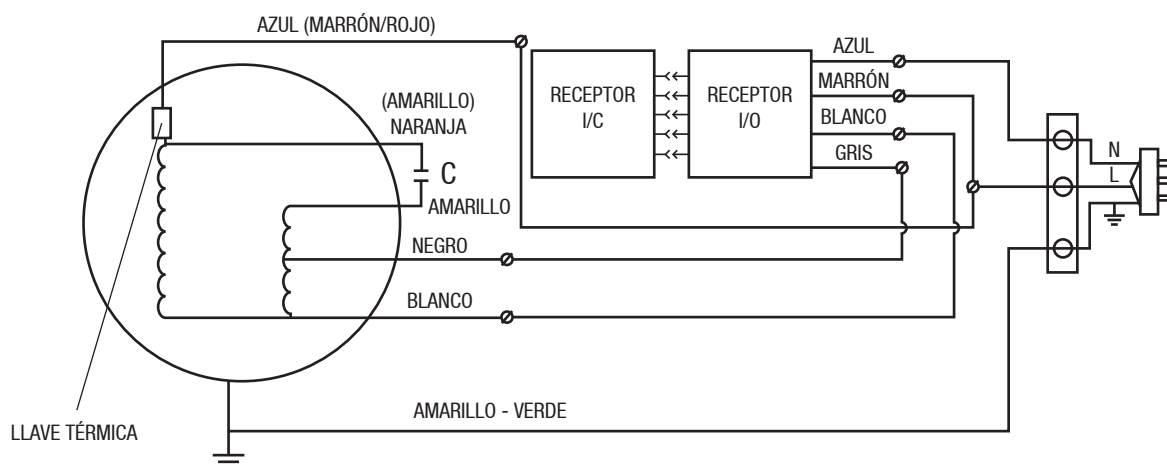 AZUL (MARRÓN/ROJO)
(AMARILLO)
NARANJA
C
AMARILLO
NEGRO
BLANCO
RECEPTOR
I/C
RECEPTOR
I/O
AZUL
MARRÓN
BLANCO
GRIS
N
L
AMARILLO - VERDE
LLAVE TÉRMICA